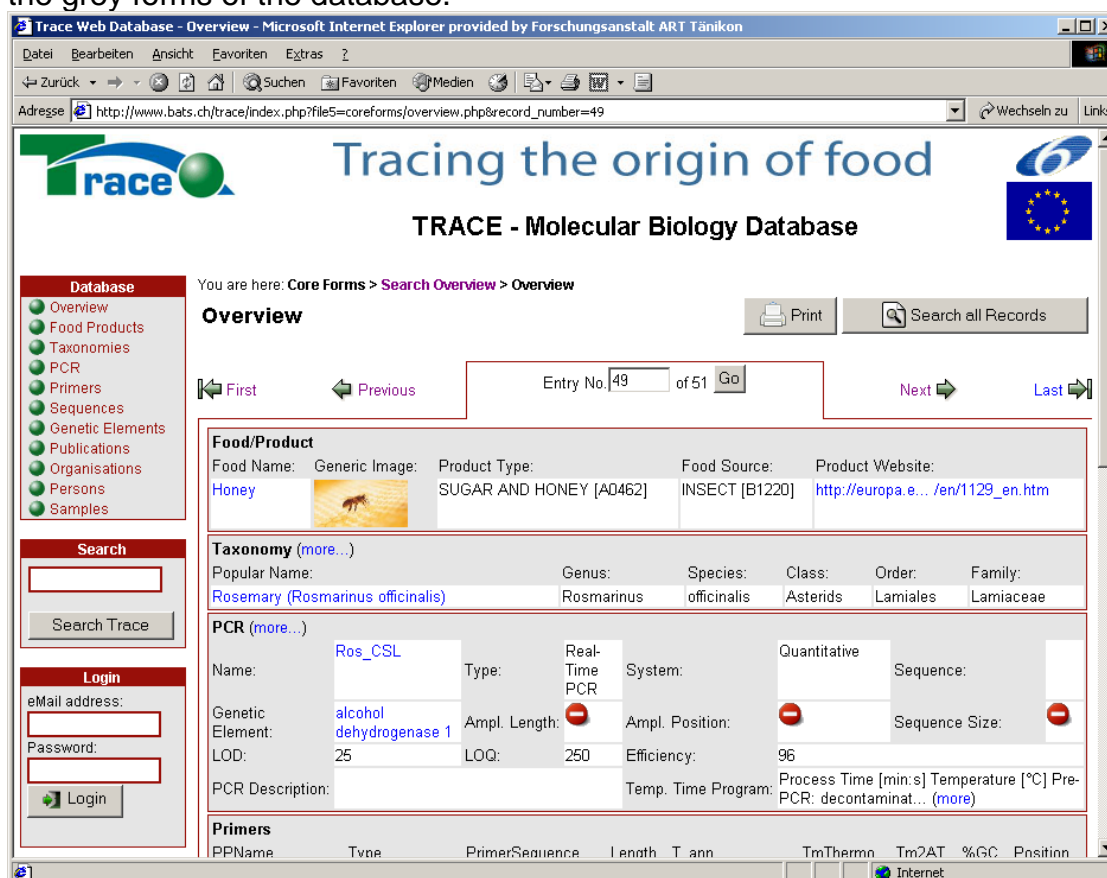 the grey forms of the database.
Trace Web Database - Overview - Microsoft Internet Explorer provided by Forschungsanstalt ART Tänikon
Datei Bearbeiten Ansicht Favoriten Extras ?
Zurück Suchen Favoriten Medien
Adresse http://www.bats.ch/trace/index.php?file5=coreforms/overview.php&record_number=49 Wechseln zu Links
Trace Tracing the origin of food 6
TRACE - Molecular Biology Database
Database
Overview
Food Products
Taxonomies
PCR
Primers
Sequences
Genetic Elements
Publications
Organisations
Persons
Samples
Search
Search Trace
Login
eMail address:
Password:
Login
You are here: Core Forms > Search Overview > Overview
Overview Print Search all Records
First Previous Entry No. 49 of 51 Go Next Last
Food/Product
Food Name: Generic Image: Product Type: Food Source: Product Website:
Honey SUGAR AND HONEY [A0462] INSECT [B1220] http://europa.e... /en/1129_en.htm
Taxonomy (more...)
Popular Name: Genus: Species: Class: Order: Family:
Rosemary (Rosmarinus officinalis) Rosmarinus officinalis Asterids Lamiales Lamiaceae
PCR (more...)
Name: Ros_CSL Type: Real-Time PCR System: Quantitative Sequence:
Genetic Element: alcohol dehydrogenase 1 Ampl. Length: Ampl. Position: Sequence Size:
LOD: 25 LOQ: 250 Efficiency: 96
PCR Description: Temp. Time Program: Process Time [min:s] Temperature [°C] Pre-PCR: decontaminat... (more)
Primers
PPName Type PrimerSequence Length T_ann TmThermo Tm2AT %GC Position
Internet